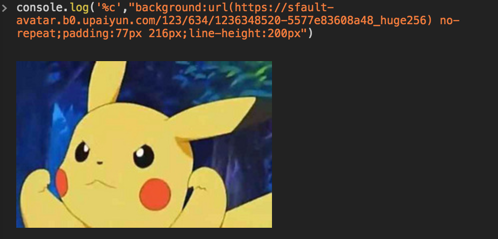 > console.log('%c',"background:url(https://sfault-
avatar.b0.upaiyun.com/123/634/1236348520-5577e83608a48_huge256) no-
repeat;padding:77px 216px;line-height:200px")